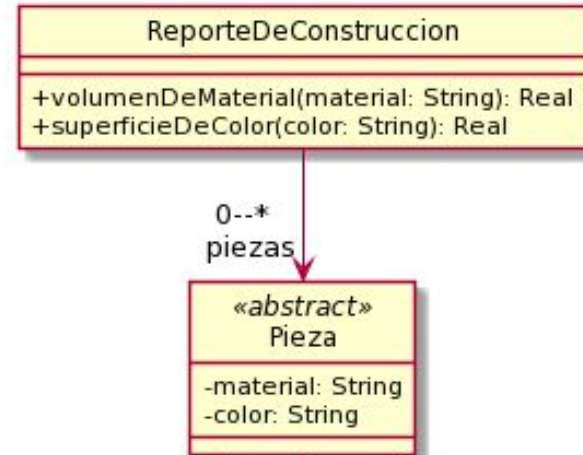 ReporteDeConstruccion
+volumenDeMaterial(material: String): Real
+superficieDeColor(color: String): Real
0--*
piezas
«abstract»
Pieza
-material: String
-color: String